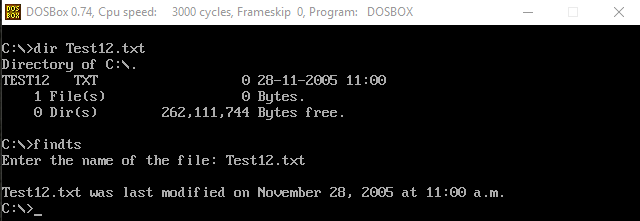 DOS BOX DOSBox 0.74, Cpu speed: 3000 cycles, Frameskip 0, Program: DOSBOX
C:\>dir Test12.txt
Directory of C:\.
TEST12 TXT 0 28-11-2005 11:00
1 File(s) 0 Bytes.
0 Dir(s) 262,111,744 Bytes free.
C:\>findts
Enter the name of the file: Test12.txt
Test12.txt was last modified on November 28, 2005 at 11:00 a.m.
C:\>_